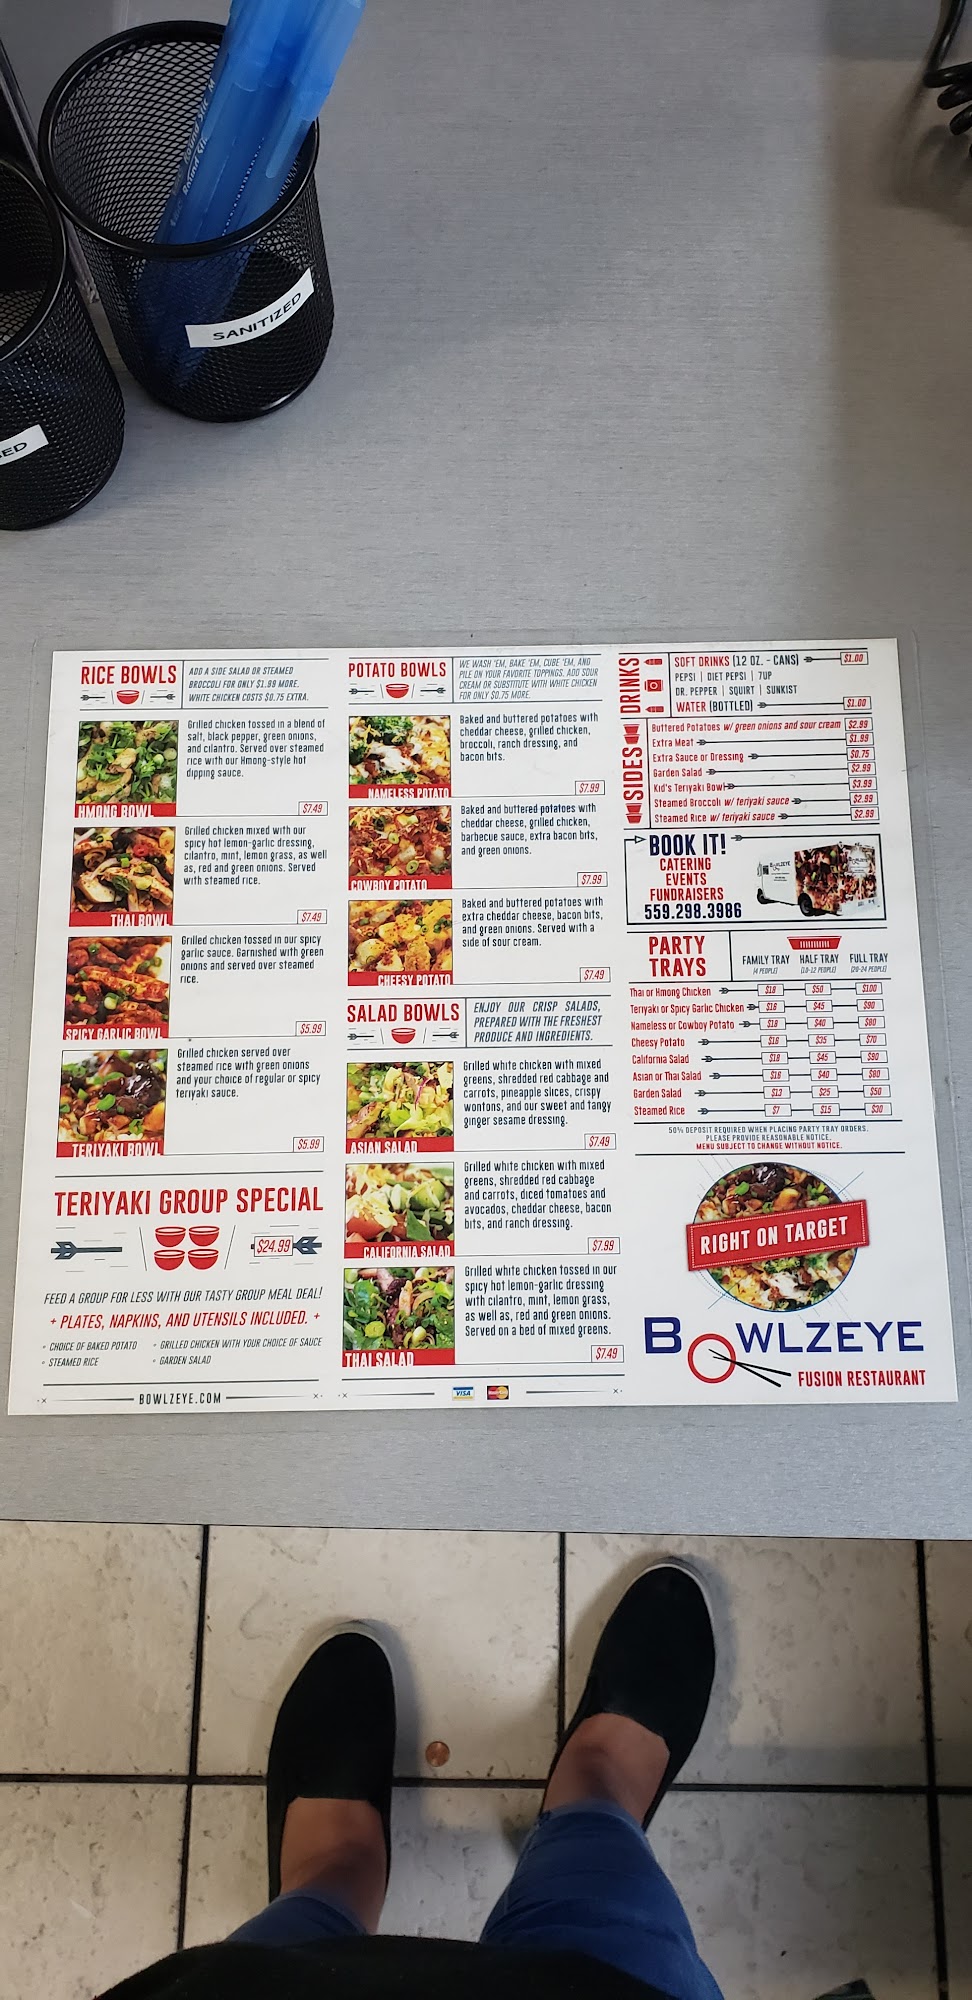 Round Stic M
Round Stic
SANITIZED
ED
RICE BOWLS
ADD A SIDE SALAD OR STEAMED
BROCCOLI FOR ONLY $1.99 MORE.
WHITE CHICKEN COSTS $0.75 EXTRA.
Grilled chicken tossed in a blend of
salt, black pepper, green onions,
and cilantro. Served over steamed
rice with our Hmong-style hot
dipping sauce.
HMONG BOWL
$7.49
Grilled chicken mixed with our
spicy hot lemon-garlic dressing,
cilantro, mint, lemon grass, as well
as, red and green onions. Served
with steamed rice.
THAI BOWL
$7.49
Grilled chicken tossed in our spicy
garlic sauce. Garnished with green
onions and served over steamed
rice.
SPICY GARLIC BOWL
$5.99
Grilled chicken served over
steamed rice with green onions
and your choice of regular or spicy
teriyaki sauce.
TERIYAKI BOWL
$5.99
TERIYAKI GROUP SPECIAL
$24.99
FEED A GROUP FOR LESS WITH OUR TASTY GROUP MEAL DEAL!
+ PLATES, NAPKINS, AND UTENSILS INCLUDED. +
• CHOICE OF BAKED POTATO
• STEAMED RICE
• GRILLED CHICKEN WITH YOUR CHOICE OF SAUCE
• GARDEN SALAD
BOWLZEYE.COM
POTATO BOWLS
WE WASH 'EM, BAKE 'EM, CUBE 'EM, AND
PILE ON YOUR FAVORITE TOPPINGS. ADD SOUR
CREAM OR SUBSTITUTE WITH WHITE CHICKEN
FOR ONLY $0.75 MORE.
Baked and buttered potatoes with
cheddar cheese, grilled chicken,
broccoli, ranch dressing, and
bacon bits.
NAMELESS POTATO
$7.99
Baked and buttered potatoes with
cheddar cheese, grilled chicken,
barbecue sauce, extra bacon bits,
and green onions.
COWBOY POTATO
$7.99
Baked and buttered potatoes with
extra cheddar cheese, bacon bits,
and green onions. Served with a
side of sour cream.
CHEESY POTATO
$7.49
SALAD BOWLS
ENJOY OUR CRISP SALADS,
PREPARED WITH THE FRESHEST
PRODUCE AND INGREDIENTS.
Grilled white chicken with mixed
greens, shredded red cabbage and
carrots, pineapple slices, crispy
wontons, and our sweet and tangy
ginger sesame dressing.
ASIAN SALAD
$7.49
Grilled white chicken with mixed
greens, shredded red cabbage
and carrots, diced tomatoes and
avocados, cheddar cheese, bacon
bits, and ranch dressing.
CALIFORNIA SALAD
$7.99
Grilled white chicken tossed in our
spicy hot lemon-garlic dressing
with cilantro, mint, lemon grass,
as well as, red and green onions.
Served on a bed of mixed greens.
THAI SALAD
$7.49
VISA
MasterCard
DRINKS
SOFT DRINKS (12 OZ. - CANS) $1.00
PEPSI | DIET PEPSI | 7UP
DR. PEPPER | SQUIRT | SUNKIST
WATER (BOTTLED) $1.00
SIDES
Buttered Potatoes w/ green onions and sour cream $2.99
Extra Meat $1.99
Extra Sauce or Dressing $0.75
Garden Salad $2.99
Kid's Teriyaki Bowl $3.99
Steamed Broccoli w/ teriyaki sauce $2.99
Steamed Rice w/ teriyaki sauce $2.99
BOOK IT!
CATERING
EVENTS
FUNDRAISERS
559.298.3986
BOWLZEYE
PARTY
TRAYS
FAMILY TRAY HALF TRAY FULL TRAY
(4 PEOPLE) (10-12 PEOPLE) (20-24 PEOPLE)
Thai or Hmong Chicken $18 $50 $100
Teriyaki or Spicy Garlic Chicken $16 $45 $90
Nameless or Cowboy Potato $18 $40 $80
Cheesy Potato $16 $35 $70
California Salad $18 $45 $90
Asian or Thai Salad $16 $40 $80
Garden Salad $13 $25 $50
Steamed Rice $7 $15 $30
50% DEPOSIT REQUIRED WHEN PLACING PARTY TRAY ORDERS.
PLEASE PROVIDE REASONABLE NOTICE.
MENU SUBJECT TO CHANGE WITHOUT NOTICE.
RIGHT ON TARGET
BOWLZEYE
FUSION RESTAURANT